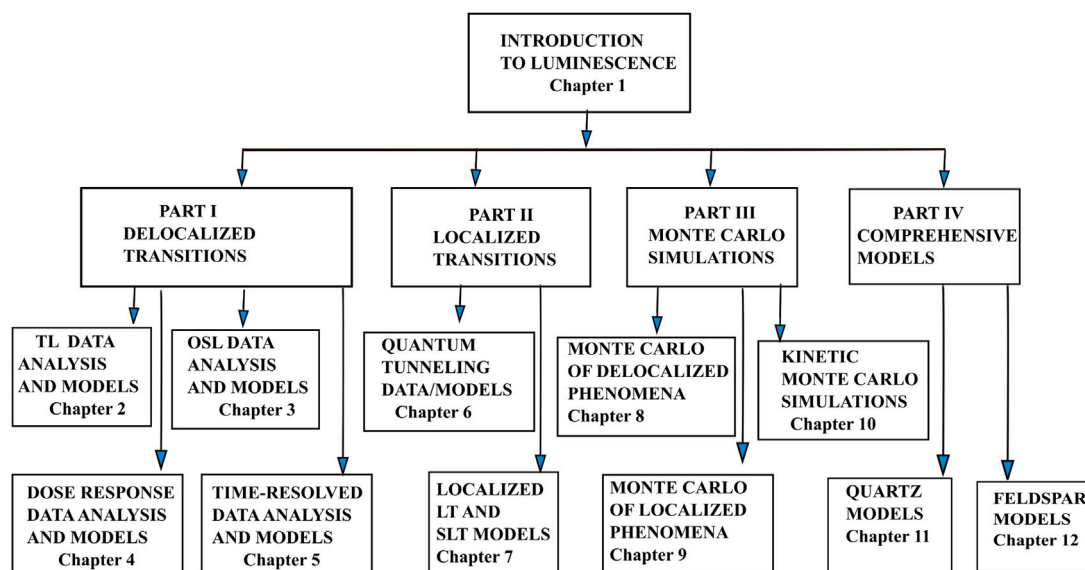 INTRODUCTION
TO LUMINESCENCE
Chapter 1
PART I
DELOCALIZED
TRANSITIONS
PART II
LOCALIZED
TRANSITIONS
PART III
MONTE CARLO
SIMULATIONS
PART IV
COMPREHENSIVE
MODELS
TL DATA
ANALYSIS
AND MODELS
Chapter 2
OSL DATA
ANALYSIS
AND MODELS
Chapter 3
QUANTUM
TUNNELING
DATA/MODELS
Chapter 6
MONTE CARLO
OF DELOCALIZED
PHENOMENA
Chapter 8
KINETIC
MONTE CARLO
SIMULATIONS
Chapter 10
DOSE RESPONSE
DATA ANALYSIS
AND MODELS
Chapter 4
TIME-RESOLVED
DATA ANALYSIS
AND MODELS
Chapter 5
LOCALIZED
LT AND
SLT MODELS
Chapter 7
MONTE CARLO
OF LOCALIZED
PHENOMENA
Chapter 9
QUARTZ
MODELS
Chapter 11
FELDSPAR
MODELS
Chapter 12